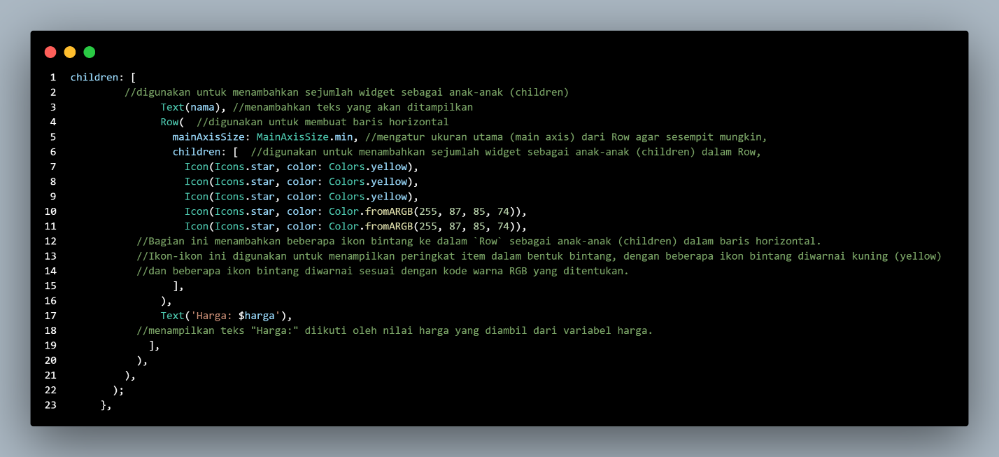 1 children: [
2 //digunakan untuk menambahkan sejumlah widget sebagai anak-anak (children)
3 Text(nama), //menambahkan teks yang akan ditampilkan
4 Row(  //digunakan untuk membuat baris horizontal
5 mainAxisSize: MainAxisSize.min, //mengatur ukuran utama (main axis) dari Row agar sesempit mungkin,
6 children: [  //digunakan untuk menambahkan sejumlah widget sebagai anak-anak (children) dalam Row,
7 Icon(Icons.star, color: Colors.yellow),
8 Icon(Icons.star, color: Colors.yellow),
9 Icon(Icons.star, color: Colors.yellow),
10 Icon(Icons.star, color: Color.fromARGB(255, 87, 85, 74)),
11 Icon(Icons.star, color: Color.fromARGB(255, 87, 85, 74)),
12 //Bagian ini menambahkan beberapa ikon bintang ke dalam `Row` sebagai anak-anak (children) dalam baris horizontal.
13 //Ikon-ikon ini digunakan untuk menampilkan peringkat item dalam bentuk bintang, dengan beberapa ikon bintang diwarnai kuning (yellow)
14 //dan beberapa ikon bintang diwarnai sesuai dengan kode warna RGB yang ditentukan.
15 ],
16 ),
17 Text('Harga: $harga'),
18 //menampilkan teks "Harga:" diikuti oleh nilai harga yang diambil dari variabel harga.
19 ],
20 ),
21 ),
22 );
23 },